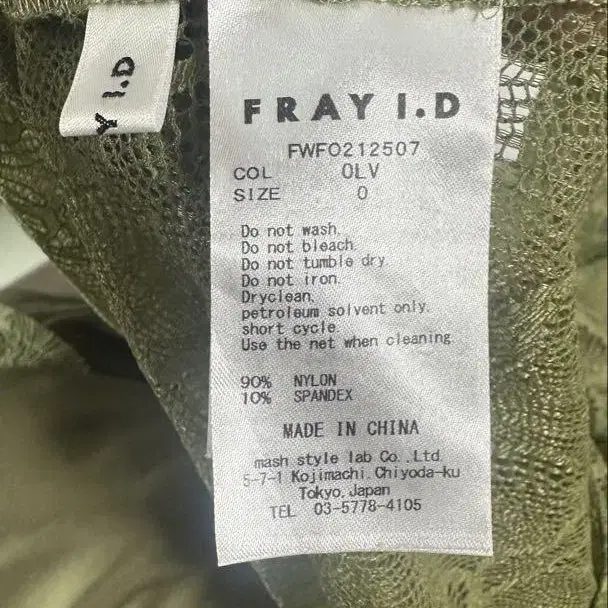 Y I.D
FRAY I.D
FWFO212507
COL OLV
SIZE 0
Do not wash.
Do not bleach.
Do not tumble dry
Do not iron.
Dryclean,
petroleum solvent only.
short cycle.
Use the net when cleaning
90% NYLON
10% SPANDEX
MADE IN CHINA
mash style lab Co.,Ltd.
5-7-1 Kojimachi.Chiyoda-ku
Tokyo.Japan
TEL 03-5778-4105